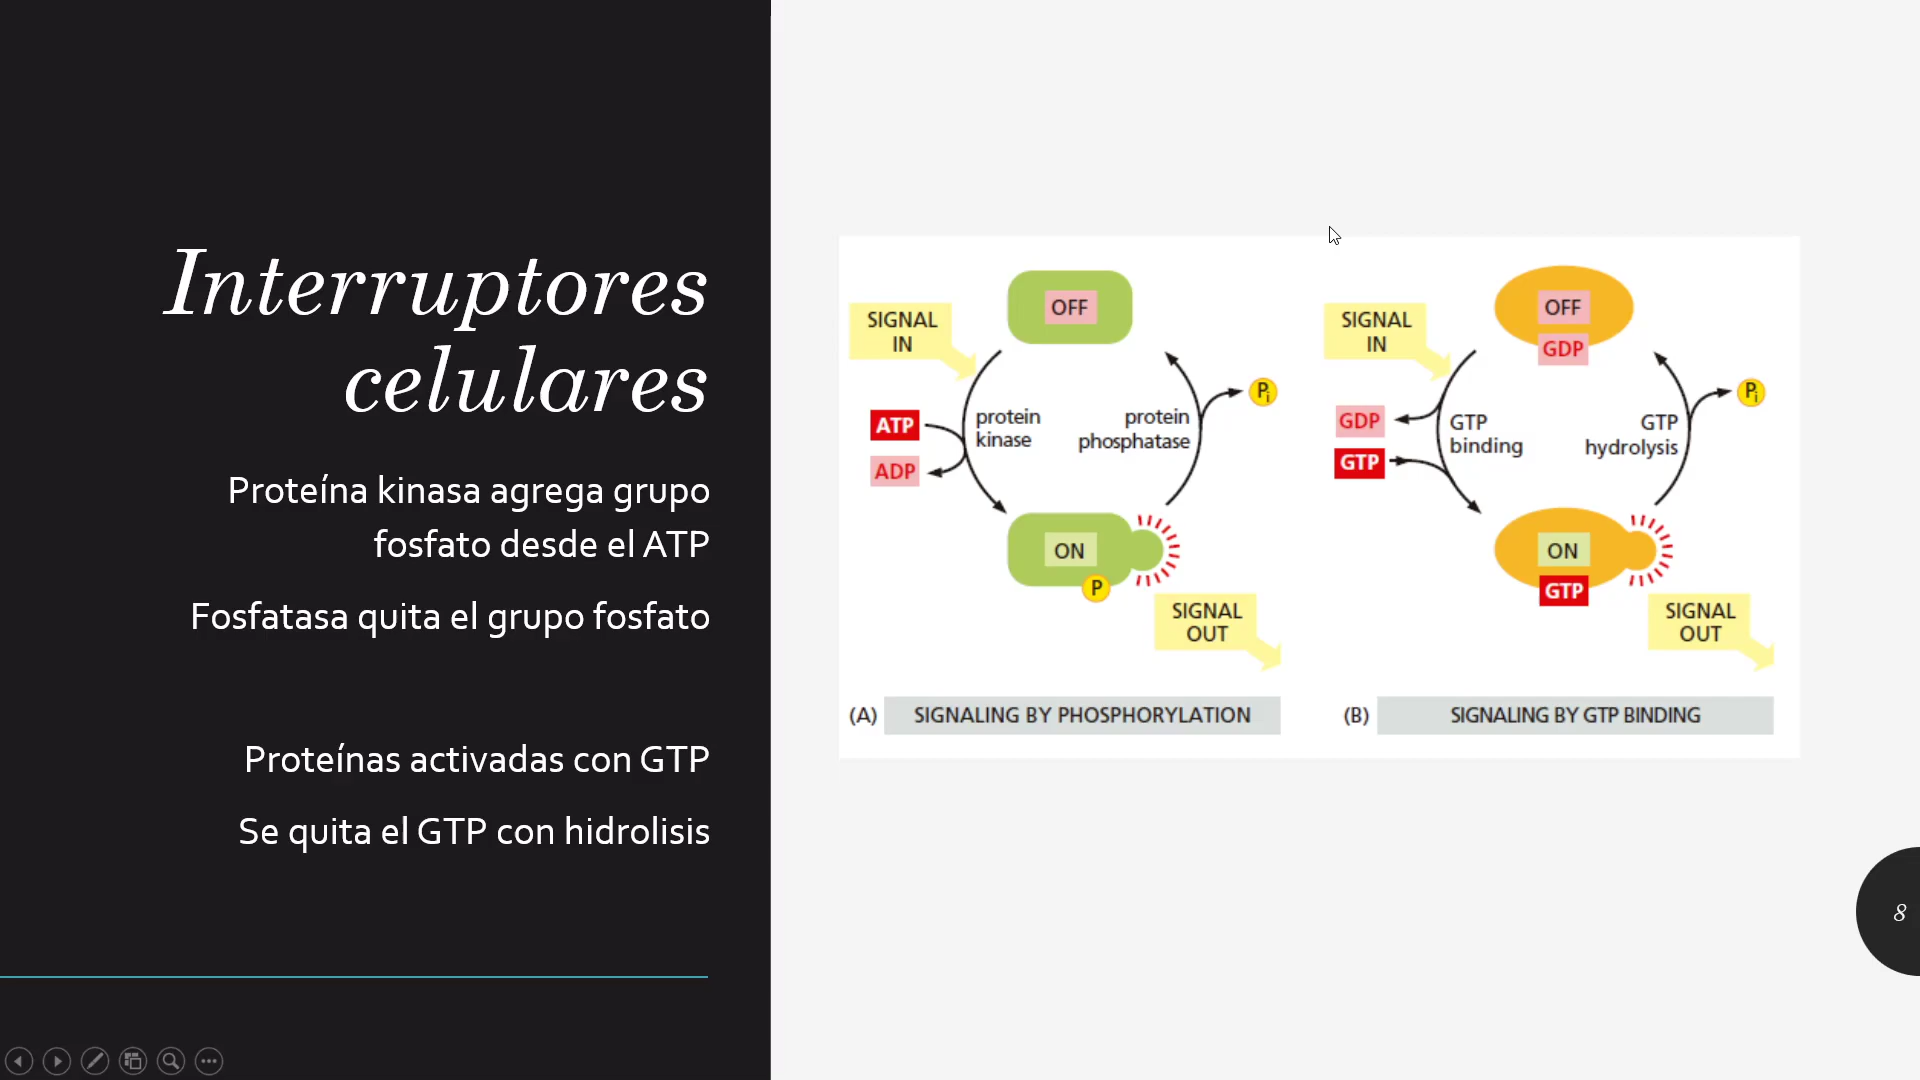 Interruptores
celulares
Proteína kinasa agrega grupo
fosfato desde el ATP
Fosfatasa quita el grupo fosfato
Proteínas activadas con GTP
Se quita el GTP con hidrolisis
SIGNAL
IN
OFF
ATP
ADP
protein
kinase
protein
phosphatase
Pi
ON
P
SIGNAL
OUT
(A) SIGNALING BY PHOSPHORYLATION
SIGNAL
IN
OFF
GDP
GDP
GTP
GTP
binding
GTP
hydrolysis
Pi
ON
GTP
SIGNAL
OUT
(B) SIGNALING BY GTP BINDING
8